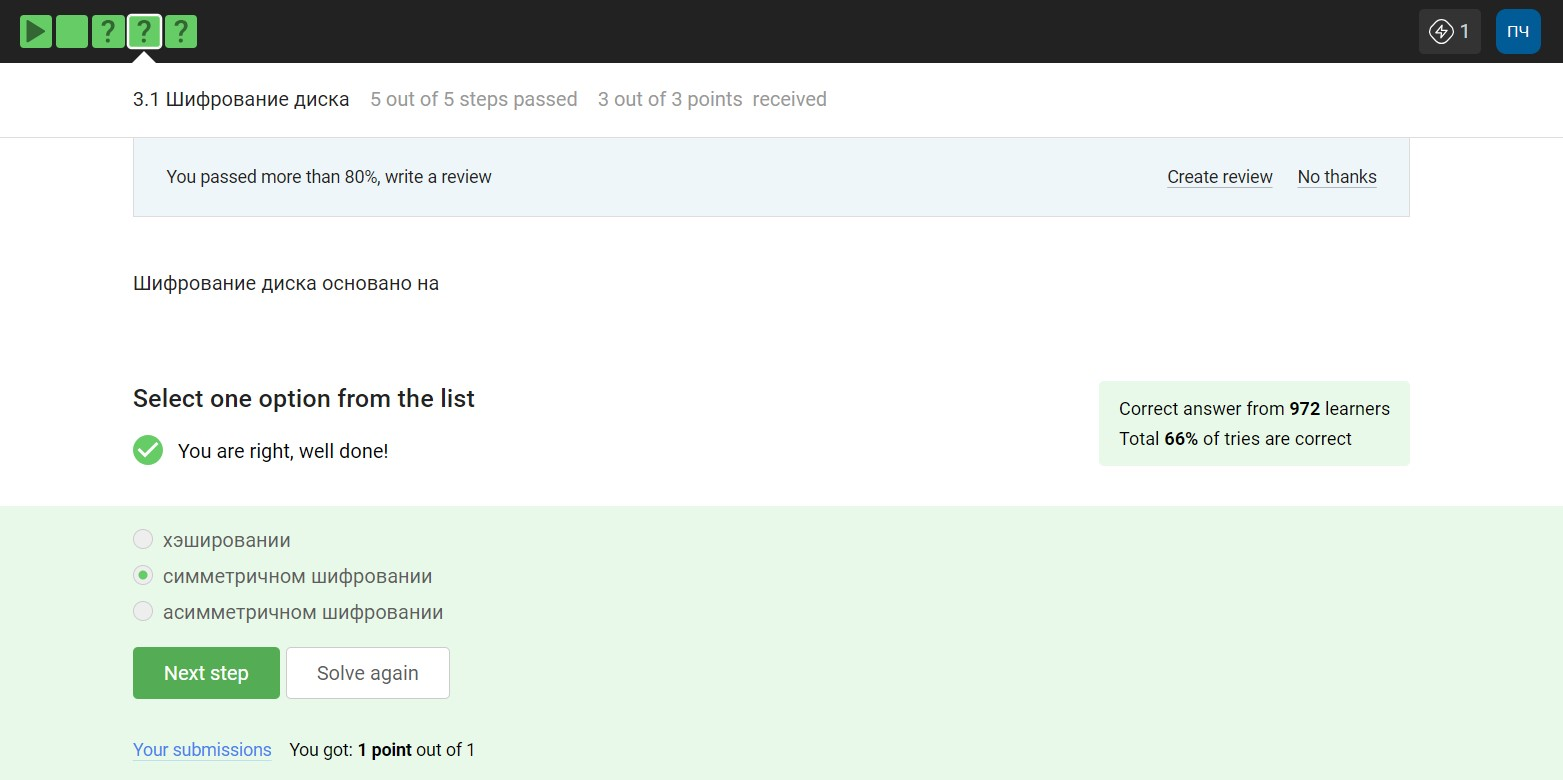 ? ? ?
1 ПЧ
3.1 Шифрование диска 5 out of 5 steps passed 3 out of 3 points received
You passed more than 80%, write a review Create review No thanks
Шифрование диска основано на
Select one option from the list
You are right, well done!
Correct answer from 972 learners
Total 66% of tries are correct
хэшировании
симметричном шифровании
асимметричном шифровании
Next step Solve again
Your submissions You got: 1 point out of 1